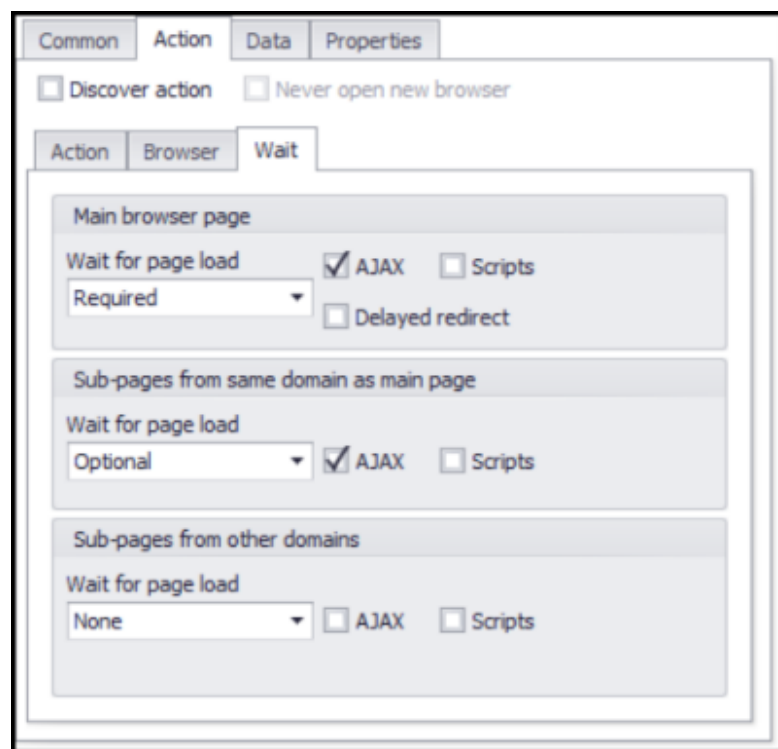 Common Action Data Properties
Discover action Never open new browser
Action Browser Wait
Main browser page
Wait for page load AJAX Scripts
Required
Delayed redirect
Sub-pages from same domain as main page
Wait for page load
Optional AJAX Scripts
Sub-pages from other domains
Wait for page load
None AJAX Scripts